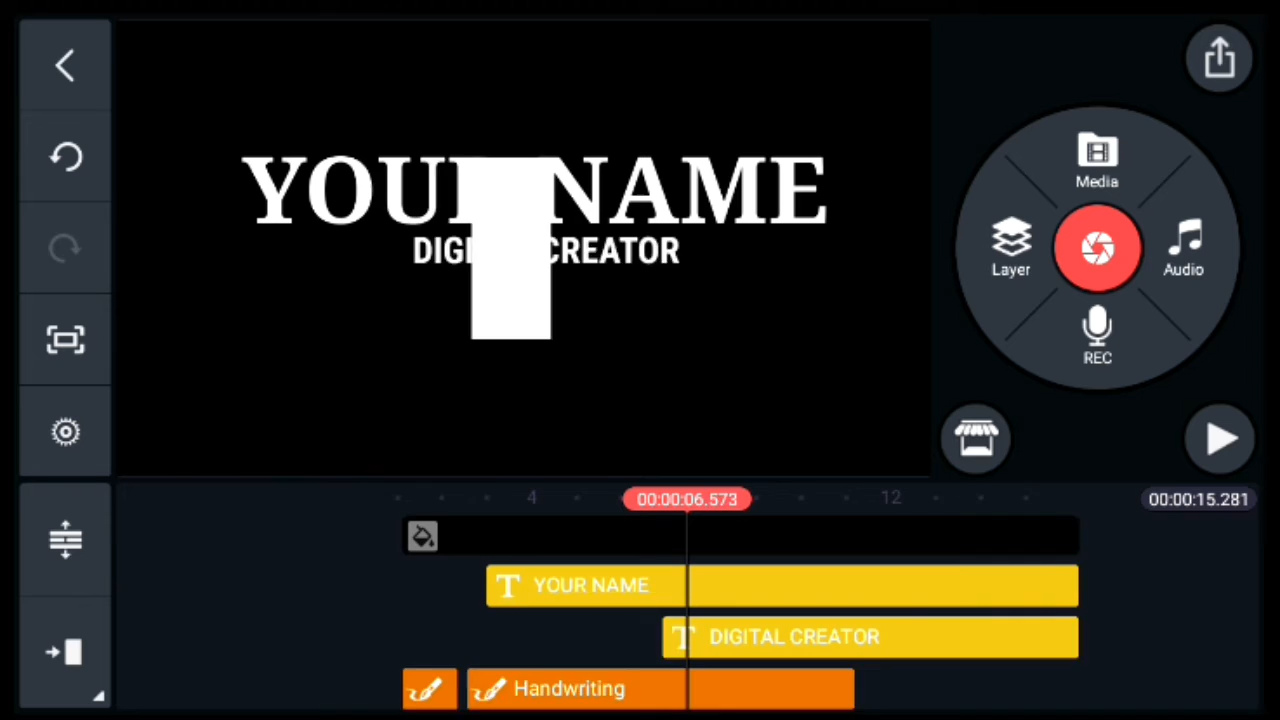 YOUR NAME
DIGI CREATOR
Media
Layer
Audio
REC
4
00:00:06.573
12
00:00:15.281
T YOUR NAME
T DIGITAL CREATOR
Handwriting